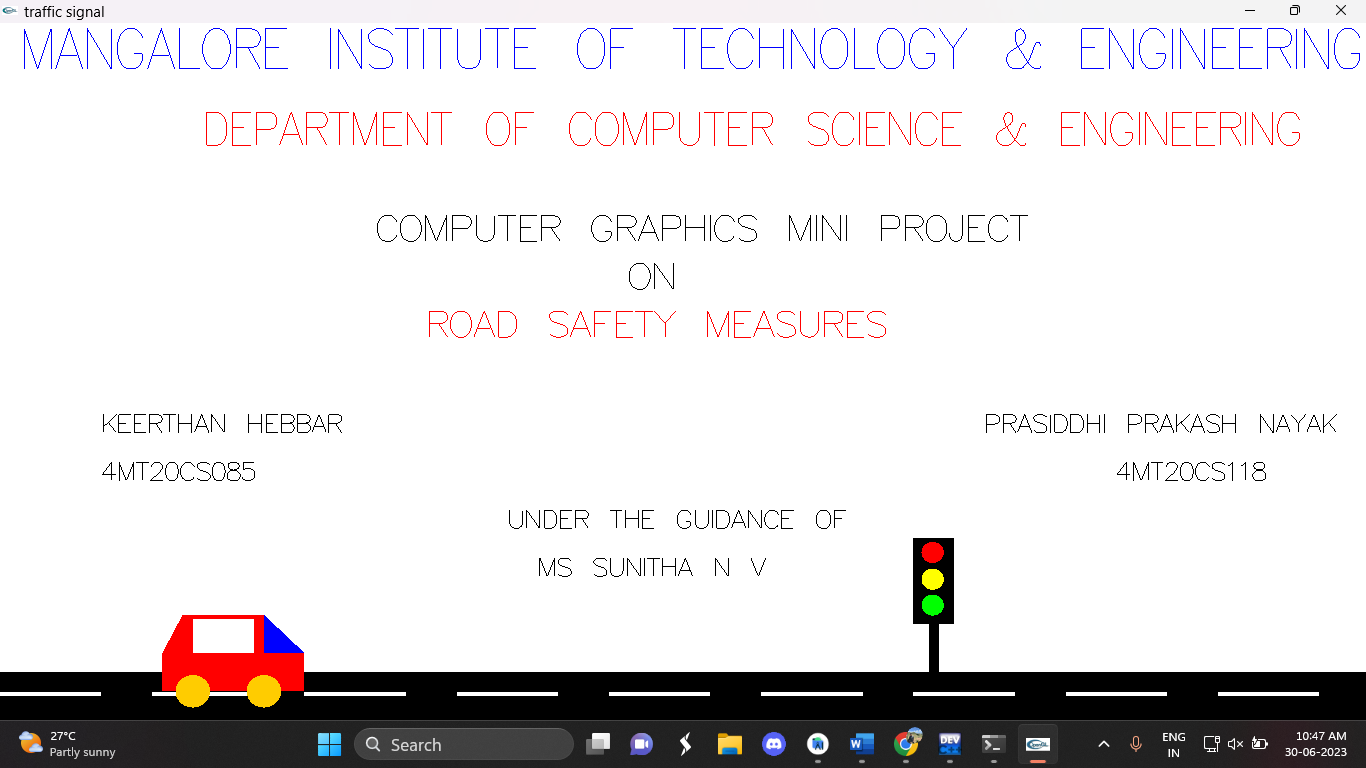 traffic signal
MANGALORE INSTITUTE OF TECHNOLOGY & ENGINEERING
DEPARTMENT OF COMPUTER SCIENCE & ENGINEERING
COMPUTER GRAPHICS MINI PROJECT
ON
ROAD SAFETY MEASURES
KEERTHAN HEBBAR PRASIDDHI PRAKASH NAYAK
4MT20CS085 4MT20CS118
UNDER THE GUIDANCE OF
MS SUNITHA N V
27°C
Partly sunny
Search
DEV
ENG
IN
10:47 AM
30-06-2023